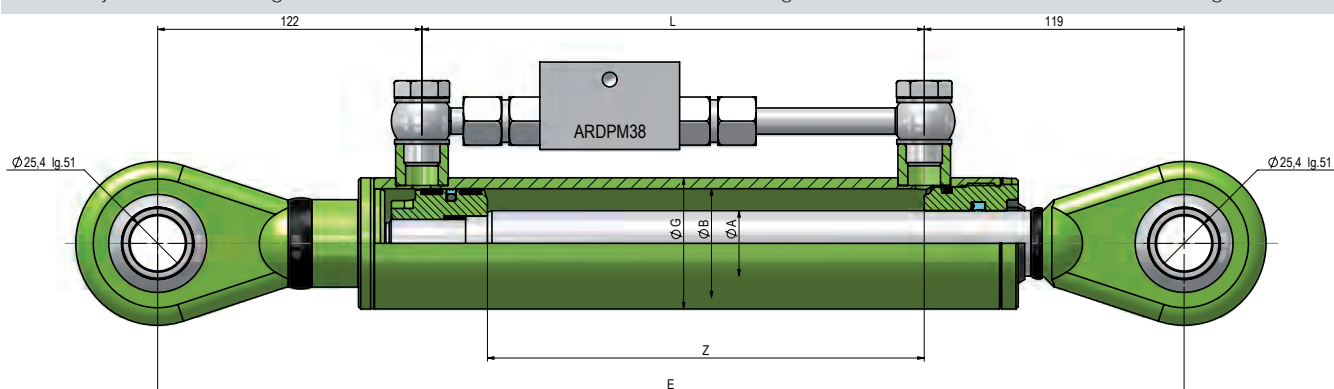 122 L 119
ARDPM38
Ø25,4 lg.51 Ø25,4 lg.51
ØG ØB ØA
Z
E